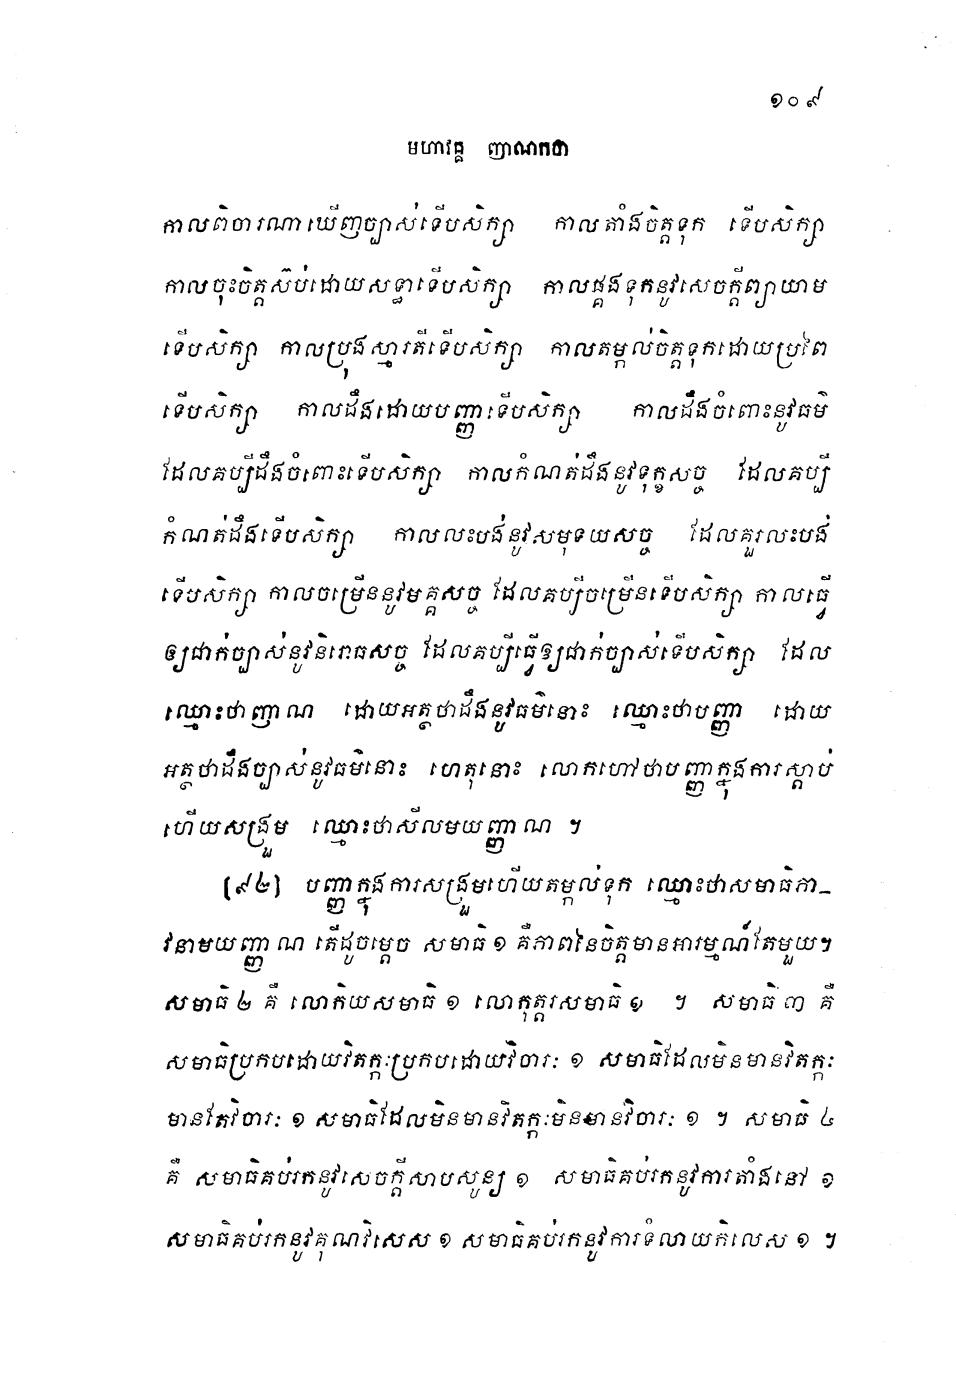 ១០៩
មហាវគ្គ ញាណកថា
កាលពិចារណាឃើញច្បាស់ទើបសិក្សា កាលតាំងចិត្តទុក ទើបសិក្សា
កាលចុះចិត្តស៊ប់ដោយសទ្ធាទើបសិក្សា កាលផ្គងទុកនូវសេចក្តីព្យាយាម
ទើបសិក្សា កាលប្រុងស្មារតីទើបសិក្សា កាលតម្កល់ចិត្តទុកដោយប្រពៃ
ទើបសិក្សា កាលដឹងដោយបញ្ញាទើបសិក្សា កាលដឹងចំពោះនូវធម៌
ដែលគប្បីដឹងចំពោះទើបសិក្សា កាលកំណត់ដឹងនូវទុក្ខសច្ច ដែលគប្បី
កំណត់ដឹងទើបសិក្សា កាលលះបង់នូវសមុទយសច្ច ដែលគួរលះបង់
ទើបសិក្សា កាលចម្រើននូវមគ្គសច្ច ដែលគប្បីចម្រើនទើបសិក្សា កាលធ្វើ
ឲ្យជាក់ច្បាស់នូវនិរោធសច្ច ដែលគប្បីធ្វើឲ្យជាក់ច្បាស់ទើបសិក្សា ដែល
ឈ្មោះថាញាណ ដោយអត្ថថាដឹងនូវធម៌នោះ ឈ្មោះថាបញ្ញា ដោយ
អត្ថថាដឹងច្បាស់នូវធម៌នោះ ហេតុនោះ លោកហៅថាបញ្ញាក្នុងការស្តាប់
ហើយសង្រួម ឈ្មោះថាសីលមយញ្ញាណ ។
[៩២] បញ្ញាក្នុងការសង្រួមហើយតម្កល់ទុក ឈ្មោះថាសមាធិភា-
វនាមយញ្ញាណ តើដូចម្តេច សមាធិ ១ គឺភាពនៃចិត្តមានអារម្មណ៍តែមួយ។
សមាធិ ២ គឺ លោកិយសមាធិ ១ លោកុត្តរសមាធិ ១ ។ សមាធិ ៣ គឺ
សមាធិប្រកបដោយវិតក្កៈប្រកបដោយវិចារៈ ១ សមាធិដែលមិនមានវិតក្កៈ
មានតែវិចារៈ ១ សមាធិដែលមិនមានវិតក្កៈមិនមានវិចារៈ ១ ។ សមាធិ ៤
គឺ សមាធិគប់រកនូវសេចក្តីសាបសូន្យ ១ សមាធិគប់រកនូវការតាំងនៅ ១
សមាធិគប់រកនូវគុណវិសេស ១ សមាធិគប់រកនូវការទំលាយកិលេស ១ ។